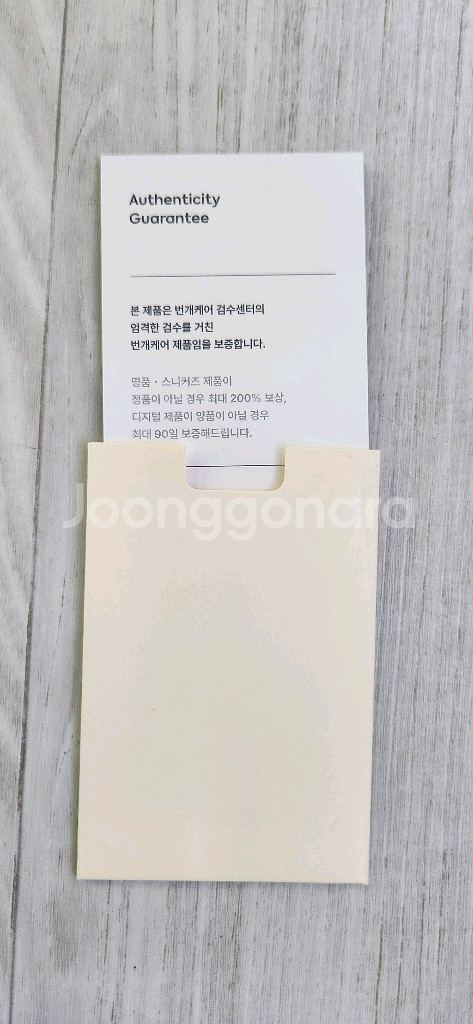 Authenticity
Guarantee
본 제품은 번개케어 검수센터의
엄격한 검수를 거친
번개케어 제품임을 보증합니다.
명품 · 스니커즈 제품이
정품이 아닐 경우 최대 200% 보상,
디지털 제품이 양품이 아닐 경우
최대 90일 보증해드립니다.
Joonggonara